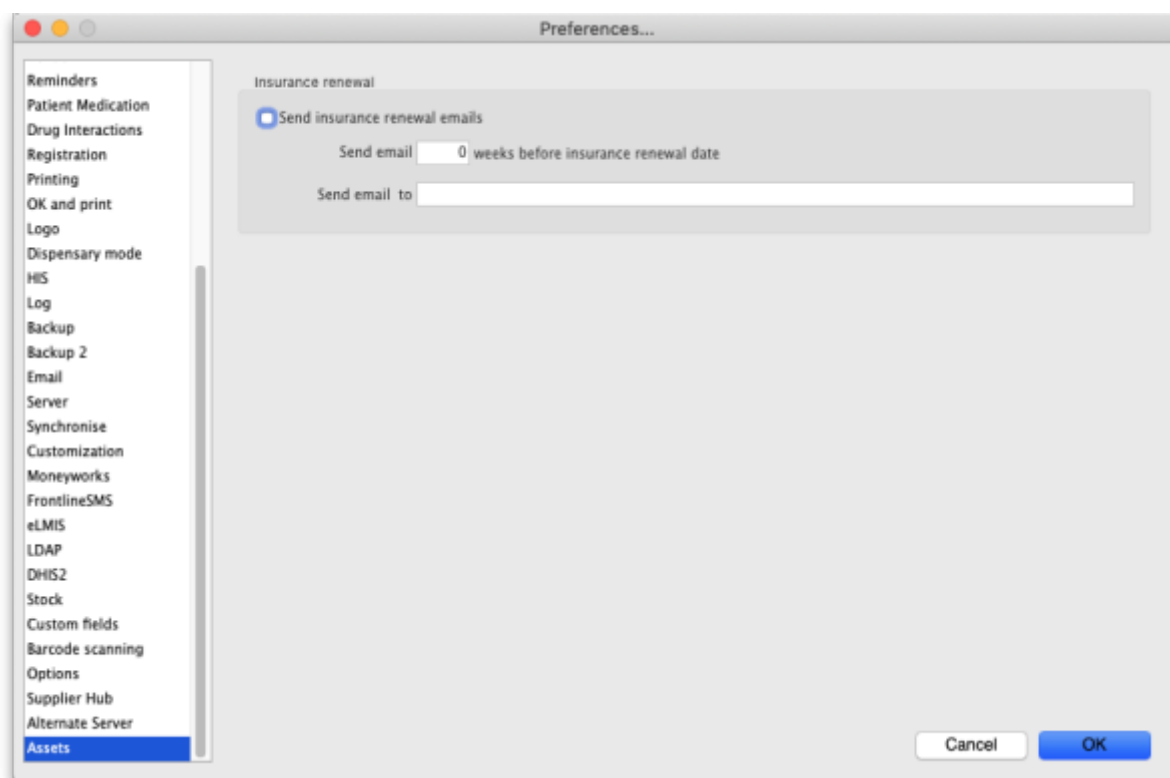 Preferences...
Reminders
Patient Medication
Drug Interactions
Registration
Printing
OK and print
Logo
Dispensary mode
HIS
Log
Backup
Backup 2
Email
Server
Synchronise
Customization
Moneyworks
FrontlineSMS
eLMIS
LDAP
DHIS2
Stock
Custom fields
Barcode scanning
Options
Supplier Hub
Alternate Server
Assets
Insurance renewal
Send insurance renewal emails
Send email 0 weeks before insurance renewal date
Send email to
Cancel OK